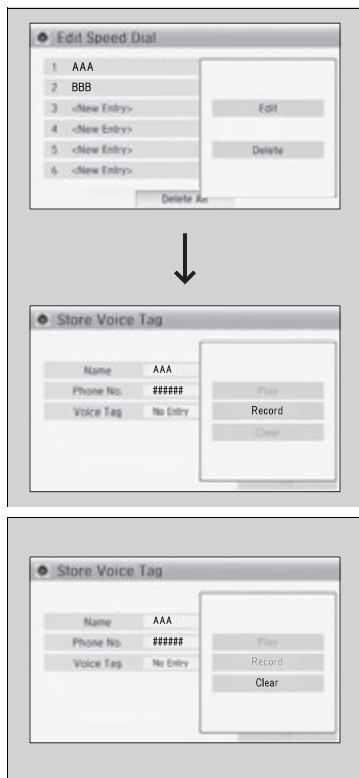 Edit Speed Dial
1 AAA
2 BBB
3 <New Entry>
4 <New Entry>
5 <New Entry>
6 <New Entry>
Edit
Delete
Delete All
Store Voice Tag
Name AAA
Phone No. ######
Voice Tag No Entry
Play
Record
Clear
Store Voice Tag
Name AAA
Phone No. ######
Voice Tag No Entry
Play
Record
Clear